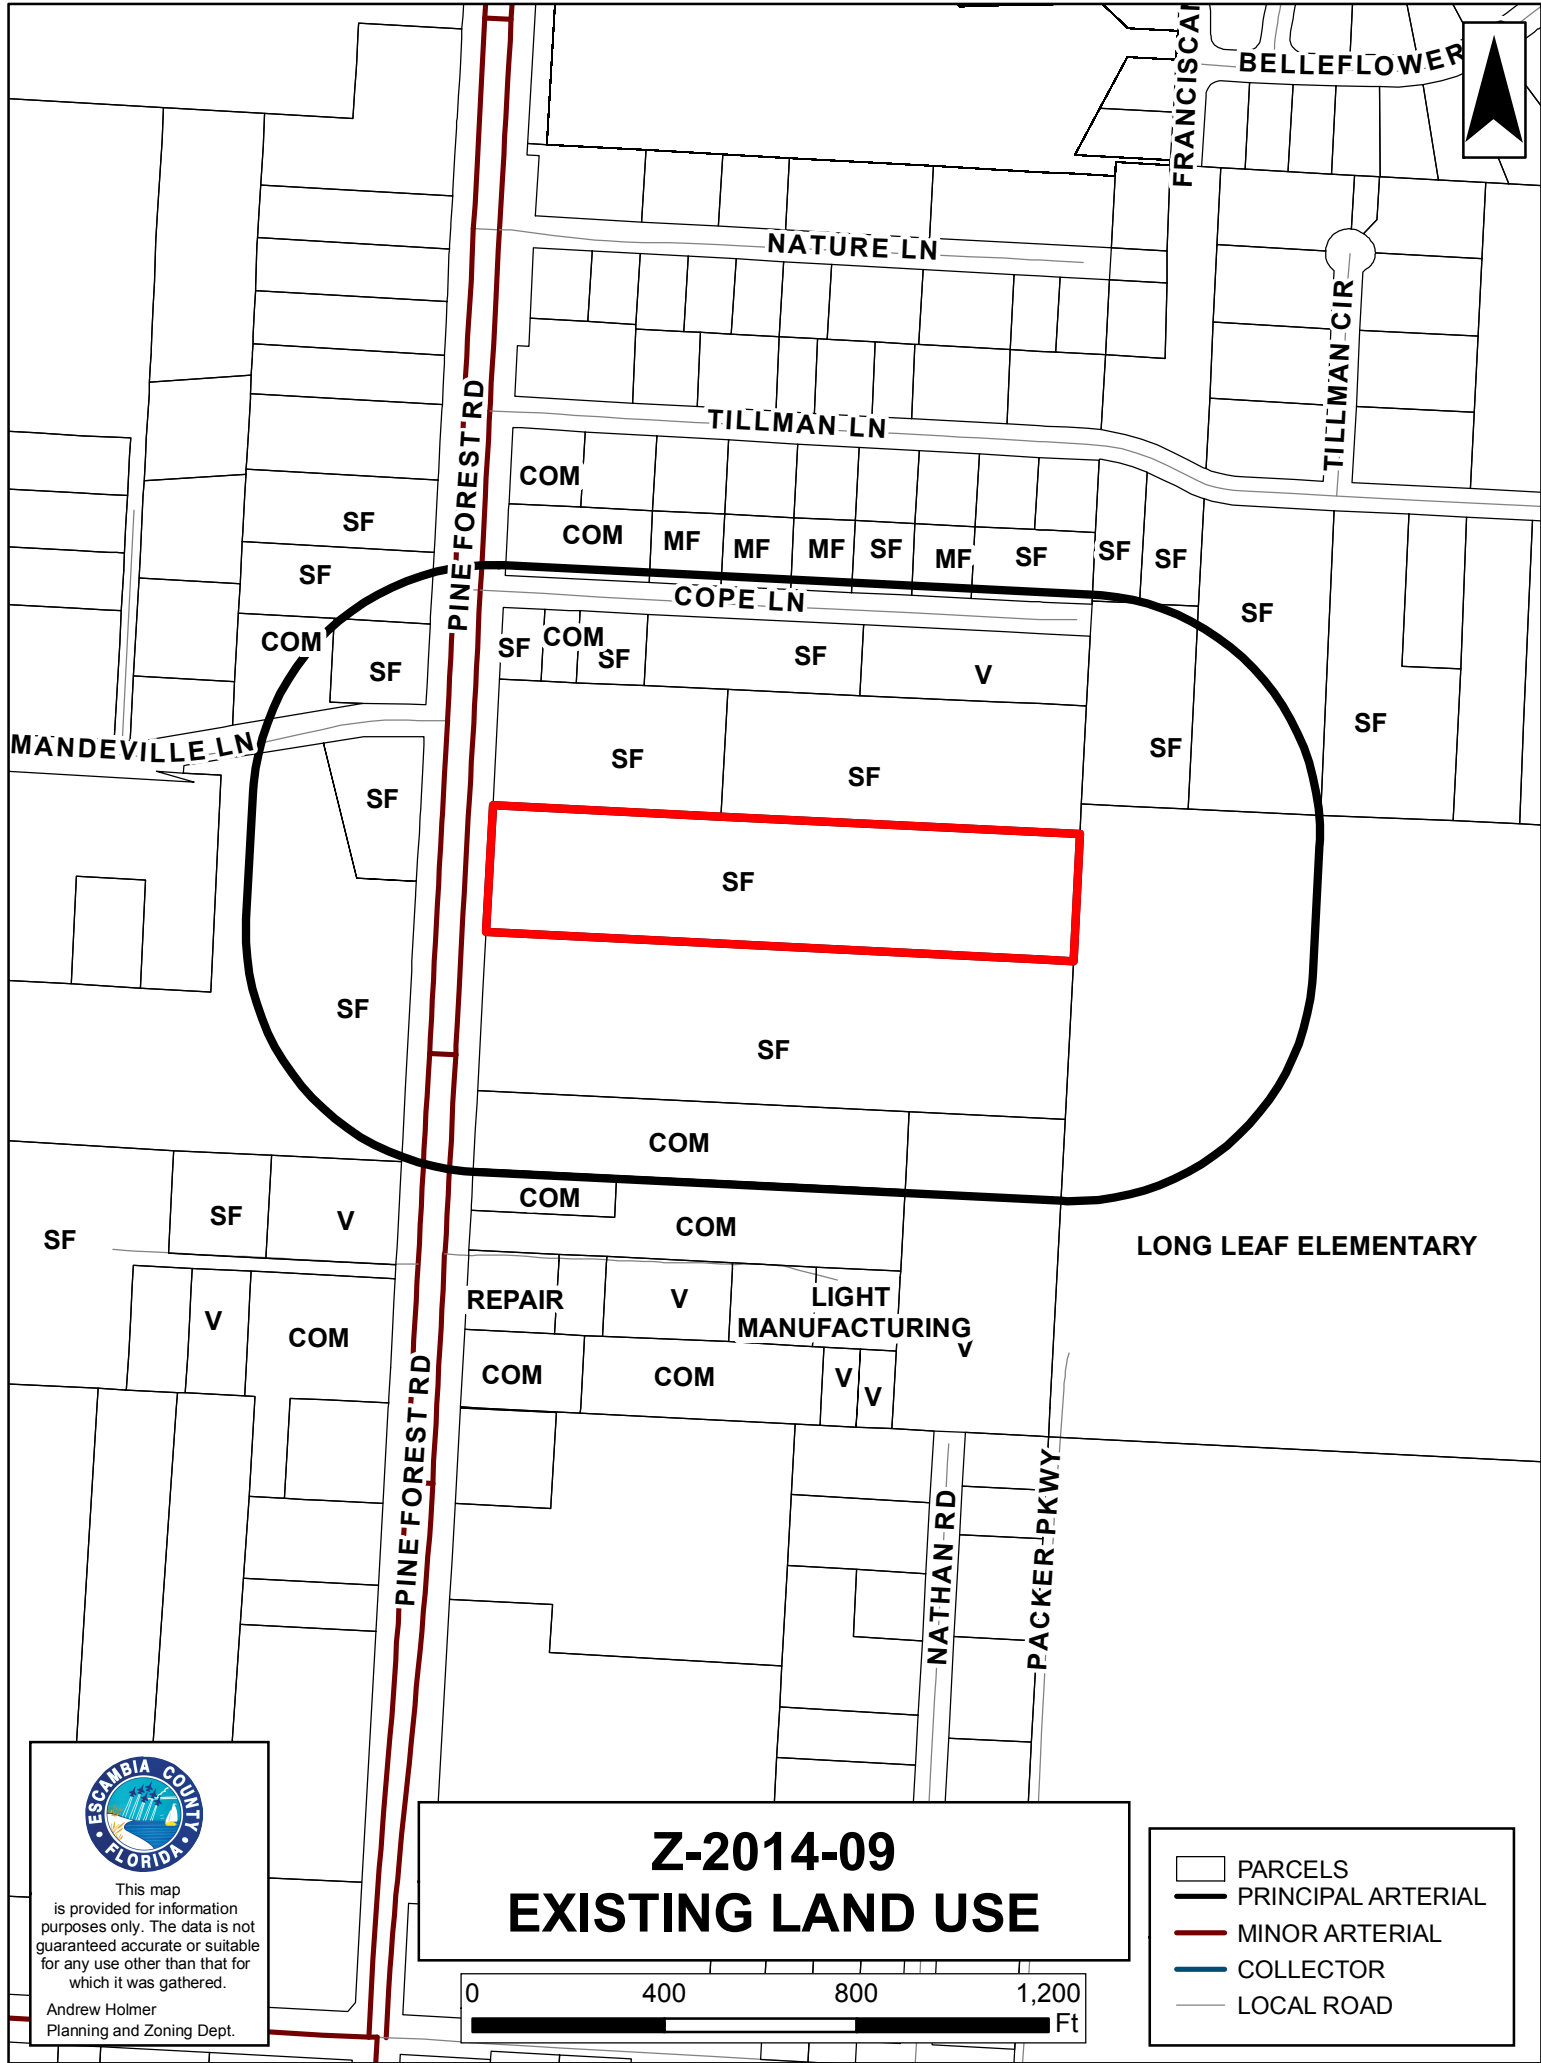 FRANCISCAN
BELLEFLOWER
NATURE LN
TILLMAN CIR
PINE FOREST RD
TILLMAN LN
COM
SF
COM
MF
MF
MF
SF
MF
SF
SF
SF
SF
COPE LN
SF
COM
SF
SF
COM
SF
SF
V
SF
MANDEVILLE LN
SF
SF
SF
SF
SF
SF
SF
SF
COM
COM
SF
SF
V
COM
LONG LEAF ELEMENTARY
REPAIR
V
LIGHT
MANUFACTURING
V
V
COM
COM
COM
V
V
PINE FOREST RD
NATHAN RD
PACKER PKWY
ESCAMBIA COUNTY
FLORIDA
This map
is provided for information
purposes only. The data is not
guaranteed accurate or suitable
for any use other than that for
which it was gathered.
Andrew Holmer
Planning and Zoning Dept.
Z-2014-09
EXISTING LAND USE
0 400 800 1,200
Ft
PARCELS
PRINCIPAL ARTERIAL
MINOR ARTERIAL
COLLECTOR
LOCAL ROAD